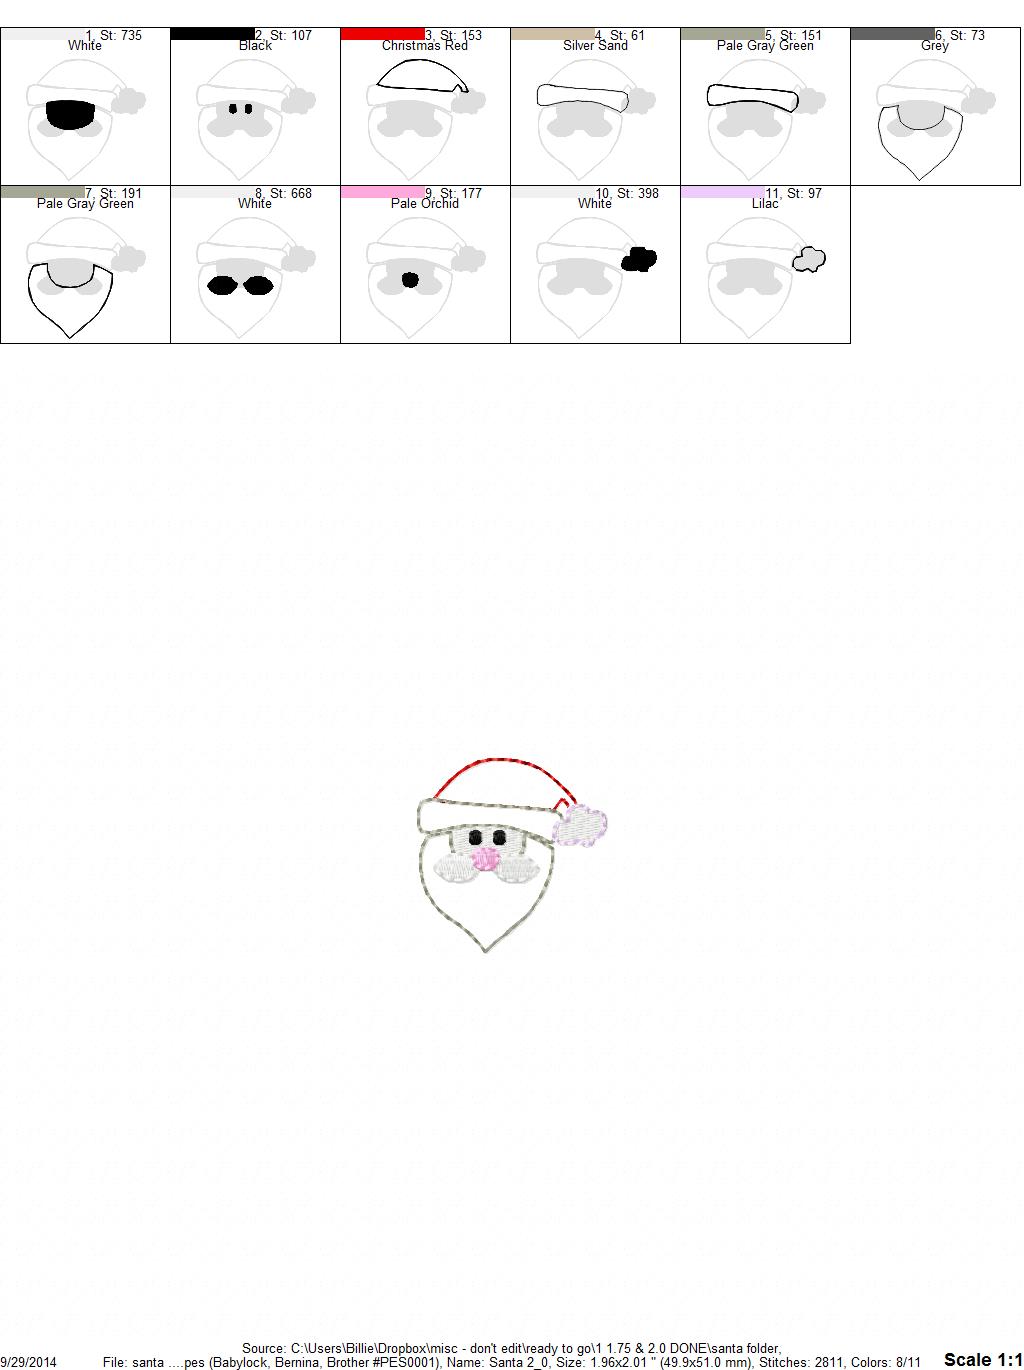 1, St: 735
White
2, St: 107
Black
3, St: 153
Christmas Red
4, St: 61
Silver Sand
5, St: 151
Pale Gray Green
6, St: 73
Grey
7, St: 191
Pale Gray Green
8, St: 668
White
9, St: 177
Pale Orchid
10, St: 398
White
11, St: 97
Lilac
Source: C:\Users\Billie\Dropbox\misc - don't edit\ready to go\1 1.75 & 2.0 DONE\santa folder,
9/29/2014 File: santa ....pes (Babylock, Bernina, Brother #PES0001), Name: Santa 2_0, Size: 1.96x2.01 " (49.9x51.0 mm), Stitches: 2811, Colors: 8/11 Scale 1:1